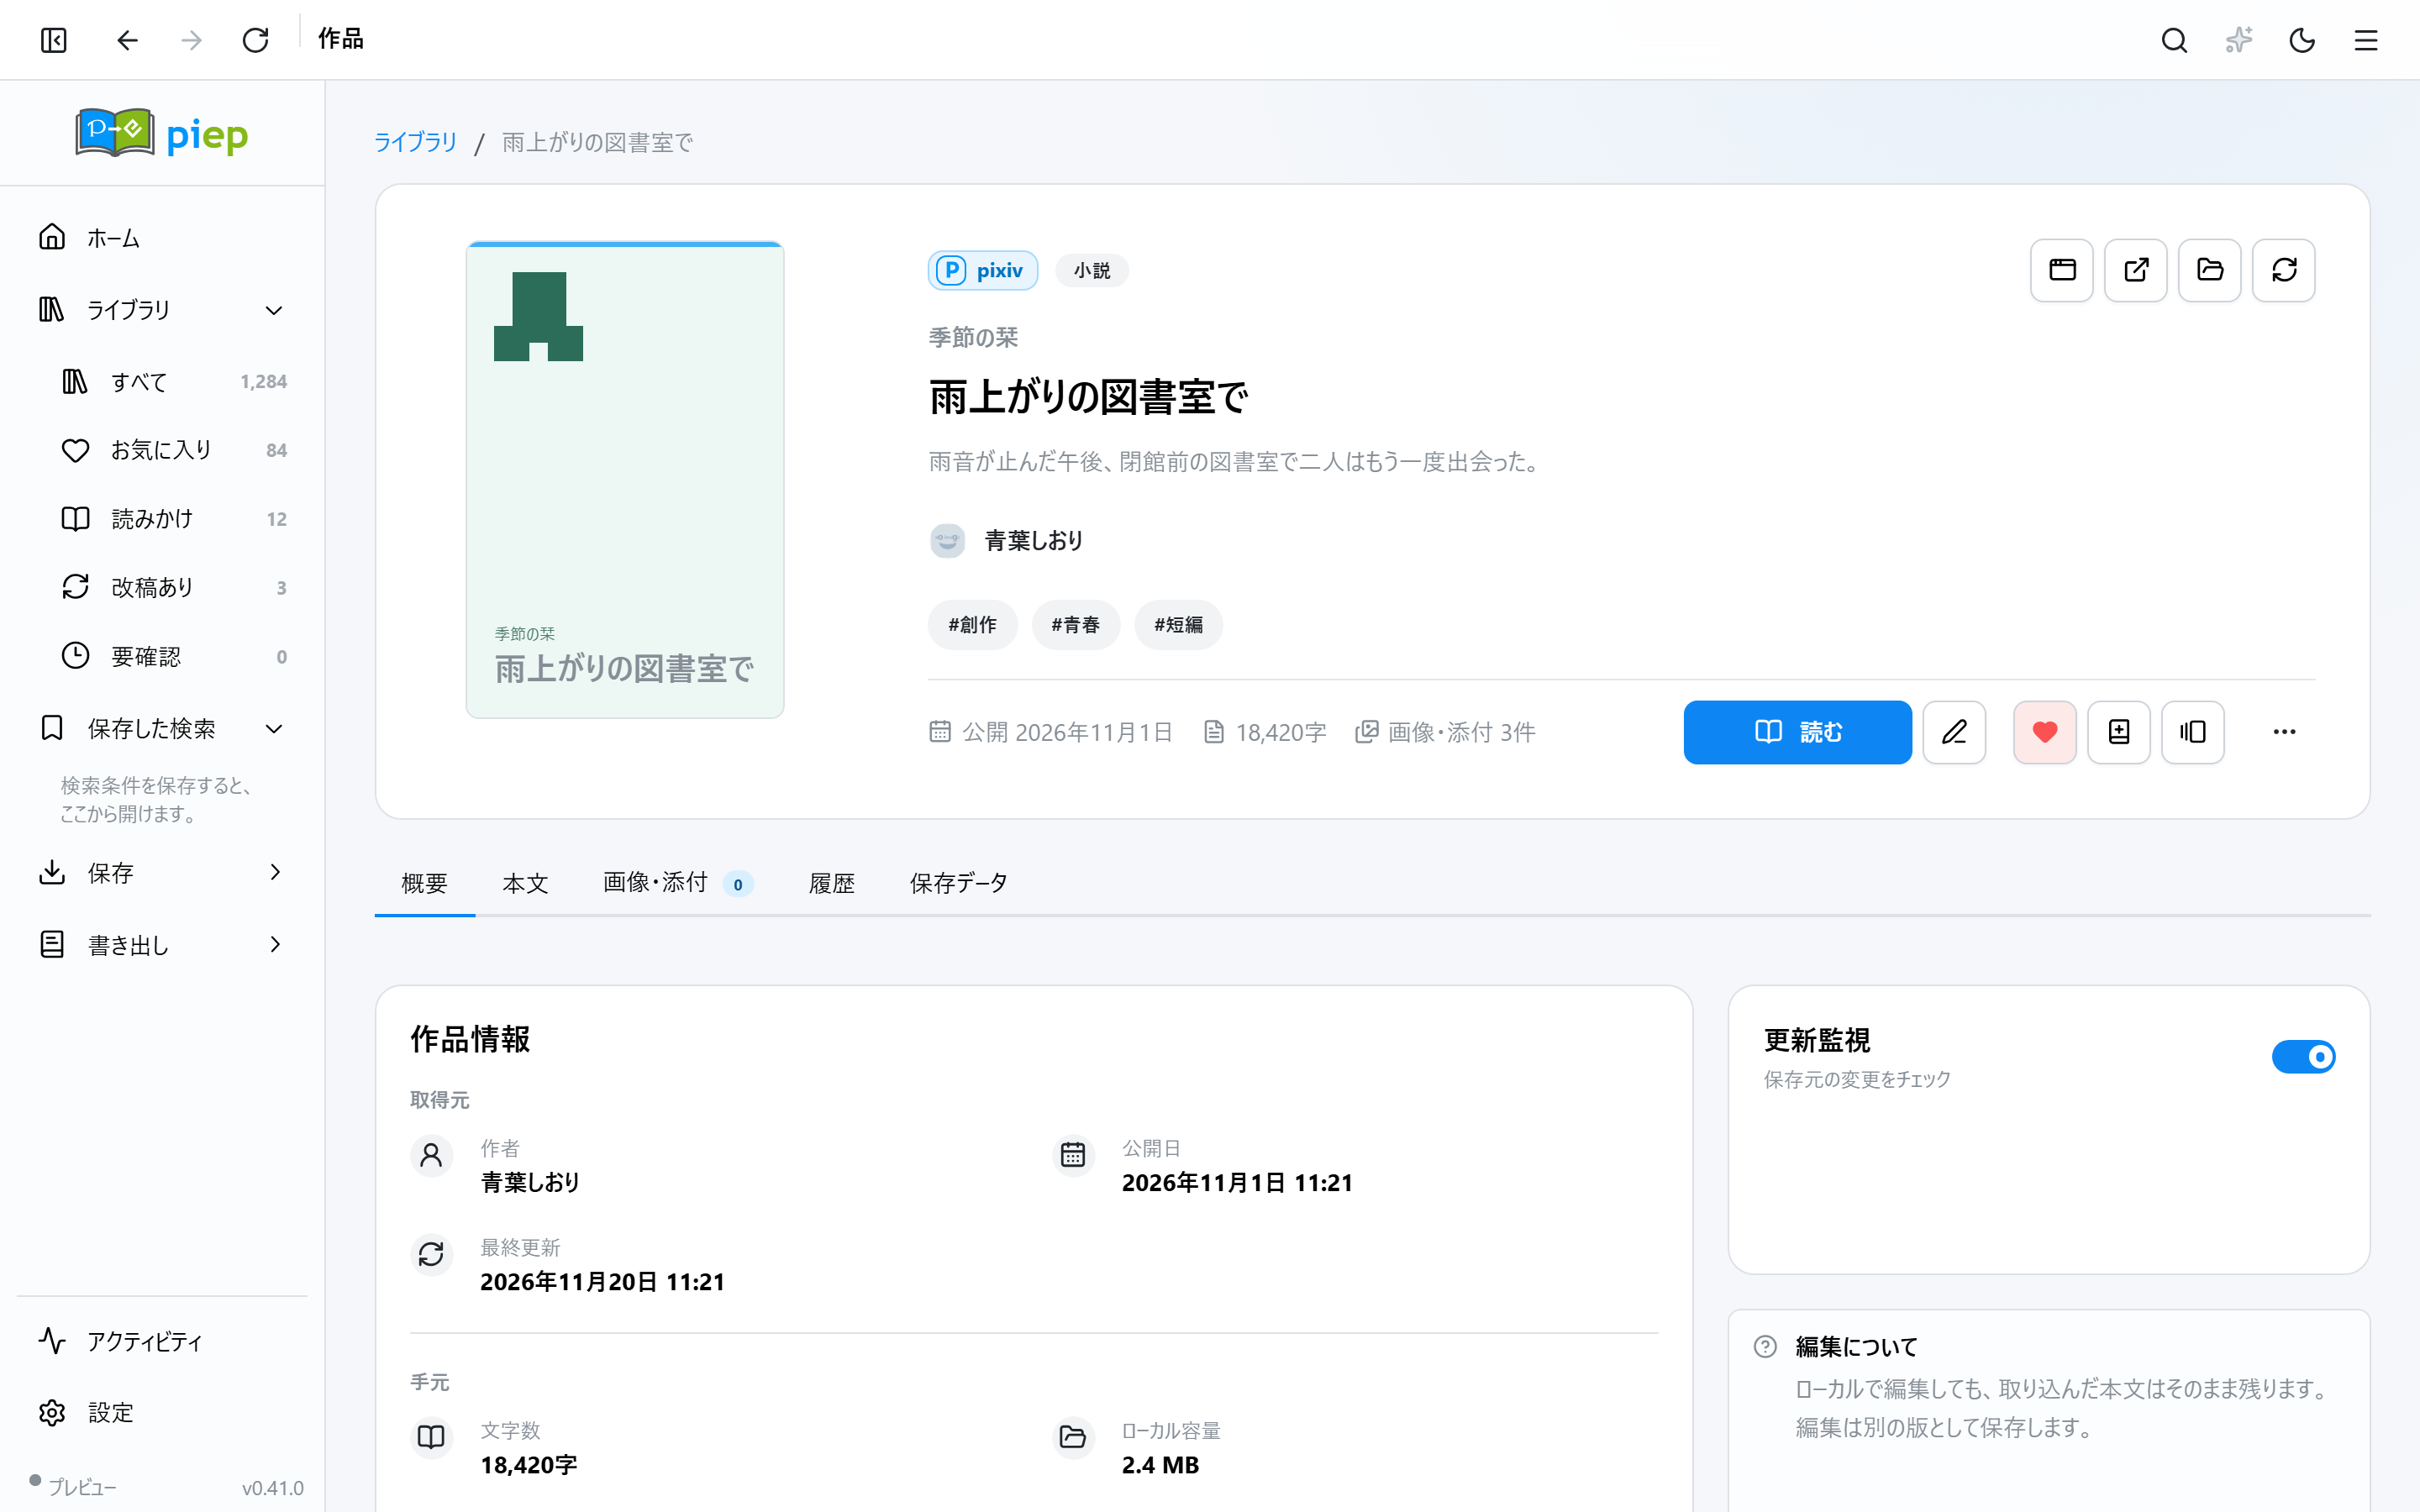 作品
P→e piep
ホーム
ライブラリ
すべて 1,284
お気に入り 84
読みかけ 12
改稿あり 3
要確認 0
保存した検索
検索条件を保存すると、
ここから開けます。
保存
書き出し
アクティビティ
設定
プレビュー v0.41.0
ライブラリ / 雨上がりの図書室で
季節の栞
雨上がりの図書室で
P pixiv 小説
季節の栞
雨上がりの図書室で
雨音が止んだ午後、閉館前の図書室で二人はもう一度出会った。
青葉しおり
#創作 #青春 #短編
公開 2026年11月1日 18,420字 画像・添付 3件 読む
概要 本文 画像・添付 0 履歴 保存データ
作品情報
取得元
作者
青葉しおり
公開日
2026年11月1日 11:21
最終更新
2026年11月20日 11:21
手元
文字数
18,420字
ローカル容量
2.4 MB
更新監視
保存元の変更をチェック
編集について
ローカルで編集しても、取り込んだ本文はそのまま残ります。
編集は別の版として保存します。